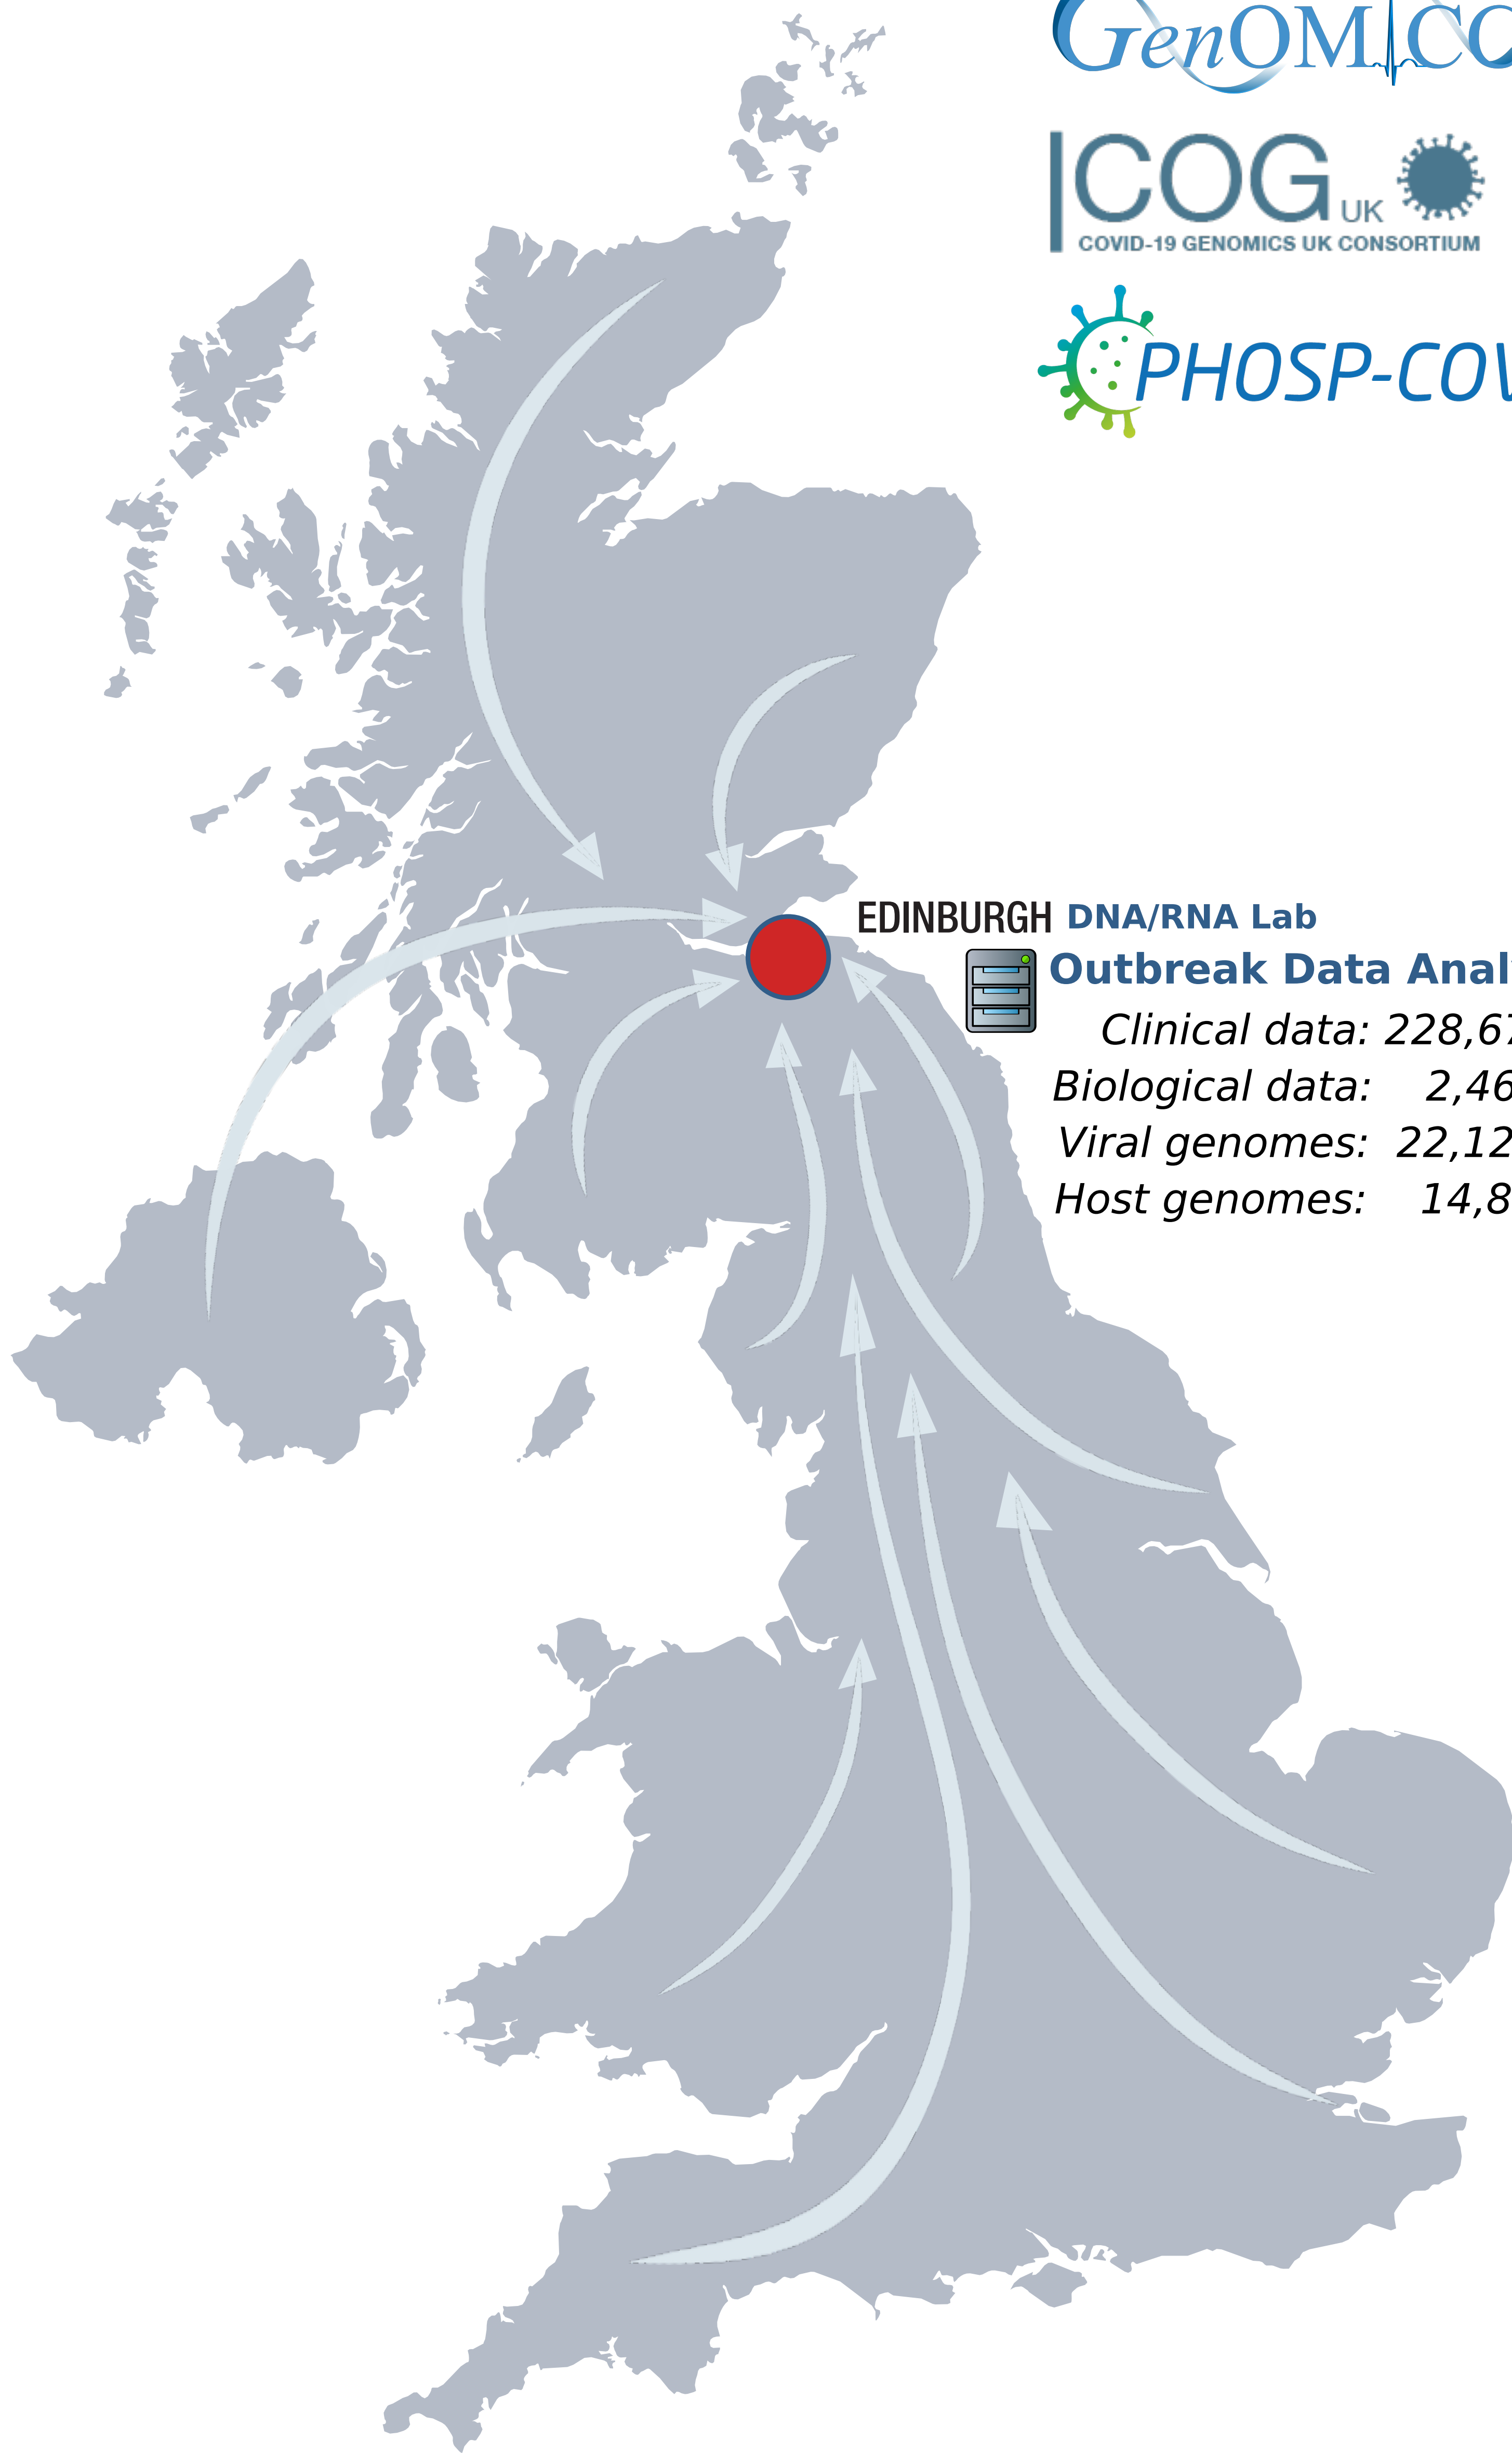 GenOMICC
COG UK
COVID-19 GENOMICS UK CONSORTIUM
PHOSP-COV
EDINBURGH DNA/RNA Lab
Outbreak Data Anal
Clinical data: 228,67
Biological data: 2,46
Viral genomes: 22,12
Host genomes: 14,8